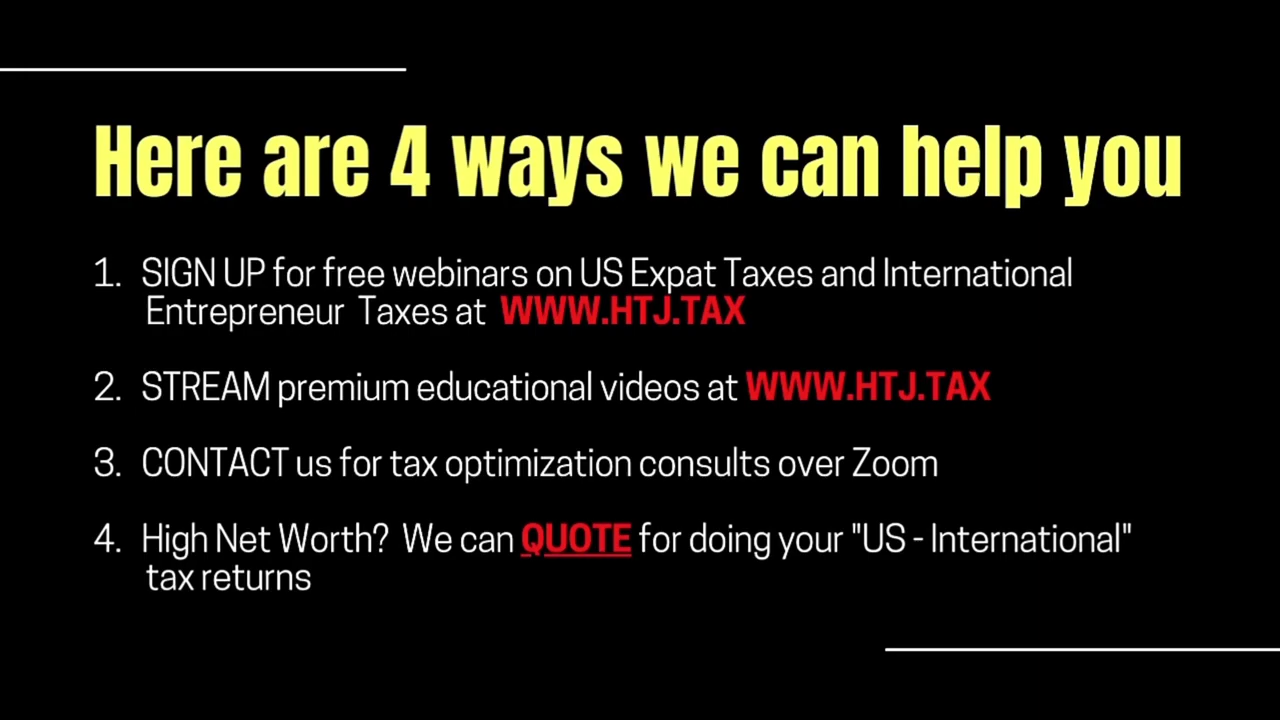 Here are 4 ways we can help you
1. SIGN UP for free webinars on US Expat Taxes and International
Entrepreneur Taxes at WWW.HTJ.TAX
2. STREAM premium educational videos at WWW.HTJ.TAX
3. CONTACT us for tax optimization consults over Zoom
4. High Net Worth? We can QUOTE for doing your "US - International"
tax returns